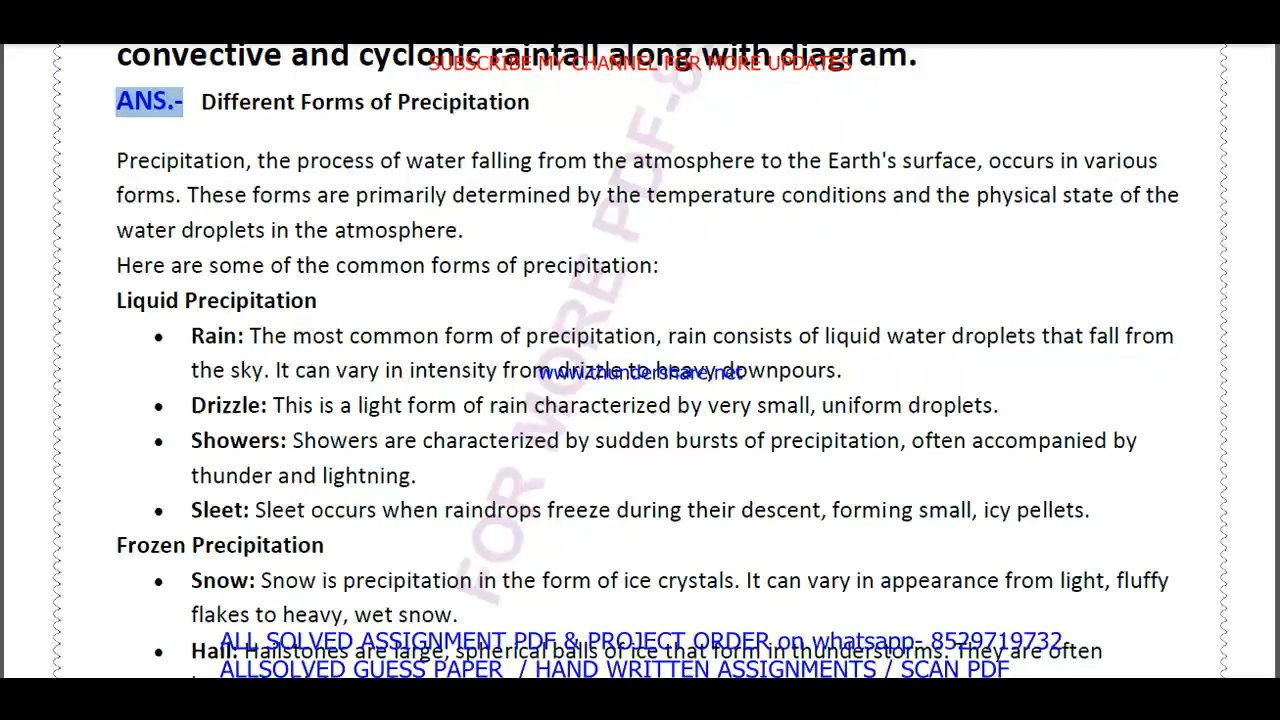 convective and cyclonic rainfall along with diagram.
SUBSCRIBE MY CHANNEL FOR MORE UPDATES
ANS.- Different Forms of Precipitation
Precipitation, the process of water falling from the atmosphere to the Earth's surface, occurs in various
forms. These forms are primarily determined by the temperature conditions and the physical state of the
water droplets in the atmosphere.
Here are some of the common forms of precipitation:
Liquid Precipitation
• Rain: The most common form of precipitation, rain consists of liquid water droplets that fall from
the sky. It can vary in intensity from drizzle to heavy downpours.
www.thundershare.net
• Drizzle: This is a light form of rain characterized by very small, uniform droplets.
• Showers: Showers are characterized by sudden bursts of precipitation, often accompanied by
thunder and lightning.
• Sleet: Sleet occurs when raindrops freeze during their descent, forming small, icy pellets.
Frozen Precipitation
• Snow: Snow is precipitation in the form of ice crystals. It can vary in appearance from light, fluffy
flakes to heavy, wet snow.
ALL SOLVED ASSIGNMENT PDF & PROJECT ORDER on whatsapp- 8529719732
• Hail: Hailstones are large, spherical balls of ice that form in thunderstorms. They are often
ALLSOLVED GUESS PAPER / HAND WRITTEN ASSIGNMENTS / SCAN PDF
FOR MORE PDF-8